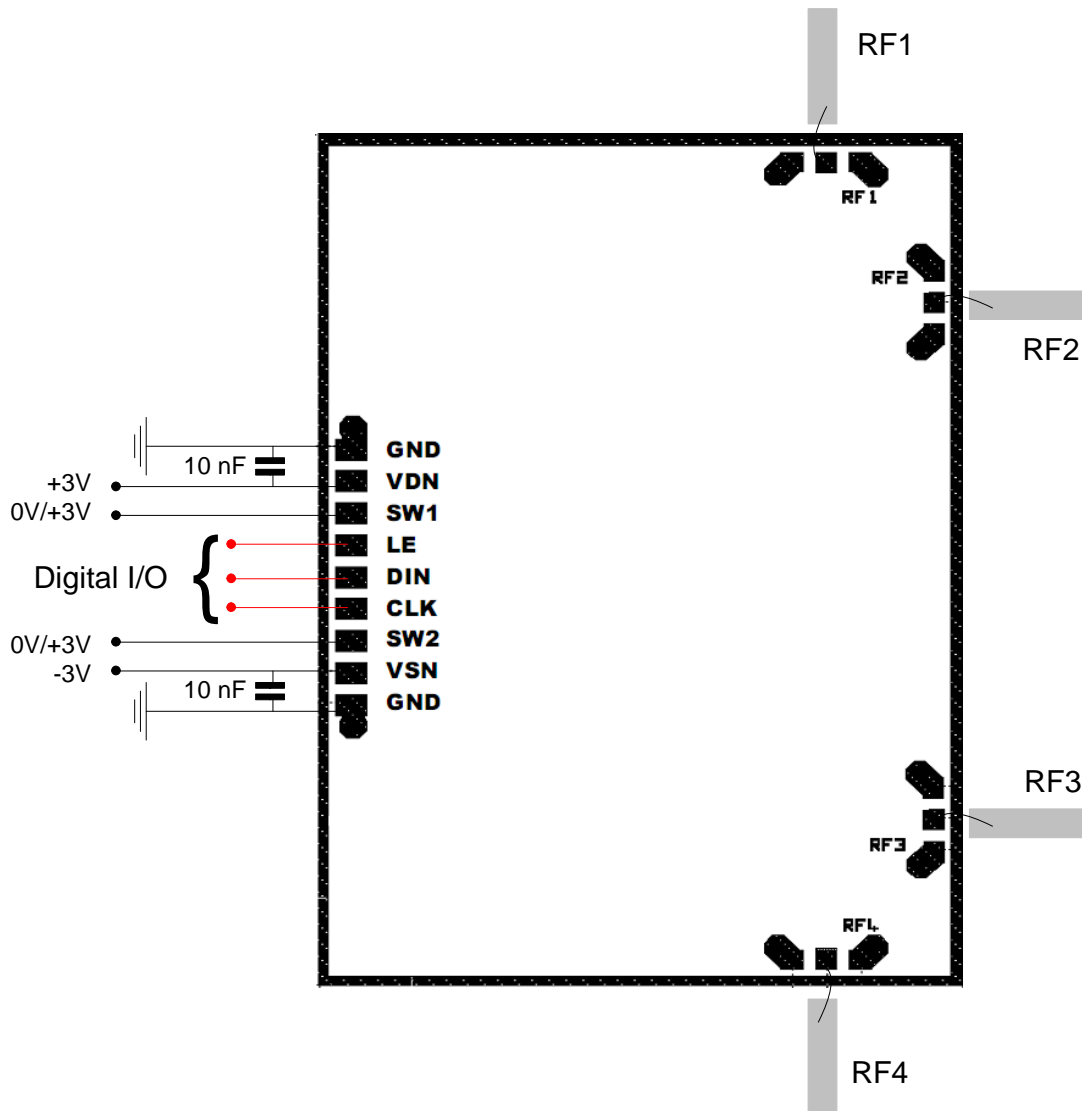 RF1
RF1
RF2
RF2
GND
10 nF
VDN
+3V
SW1
0V/+3V
LE
Digital I/O
DIN
CLK
SW2
0V/+3V
VSN
-3V
10 nF
GND
RF3
RF3
RF4
RF4